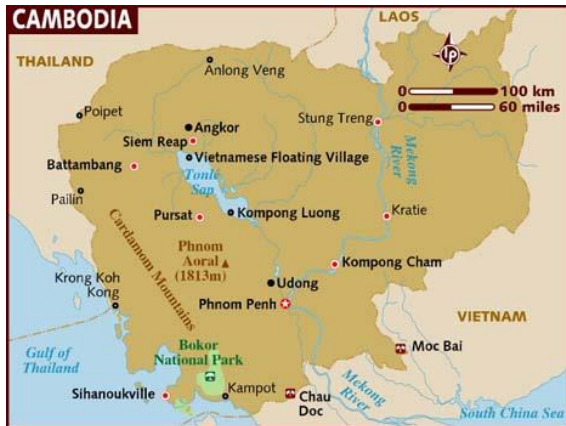 CAMBODIA
LAOS
THAILAND
Anlong Veng
lp
0 100 km
0 60 miles
Poipet
Angkor
Siem Reap
Stung Treng
Mekong
River
Battambang
Vietnamese Floating Village
Tonlé
Sap
Pailin
Pursat
Kompong Luong
Kratie
Cardamom Mountains
Phnom
Aoral
(1813m)
Kompong Cham
Krong Koh
Kong
Udong
Phnom Penh
VIETNAM
Gulf of
Thailand
Bokor
National Park
Moc Bai
Sihanoukville
Kampot
Chau
Doc
Mekong
River
South China Sea